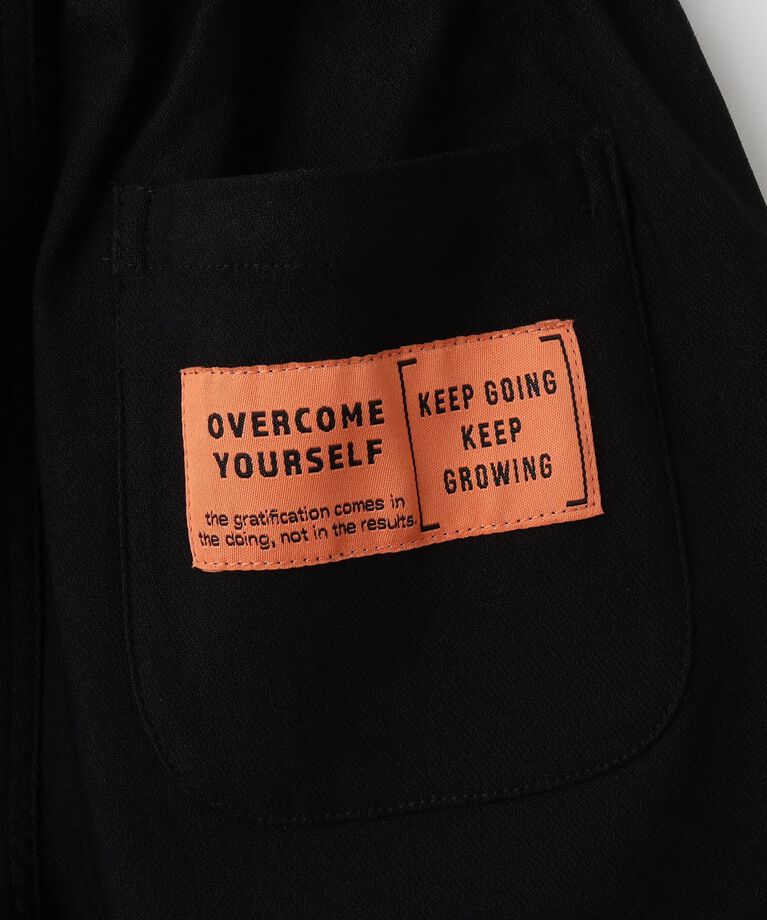 OVERCOME
YOURSELF
the gratification comes in
the doing, not in the results.
KEEP GOING
KEEP
GROWING